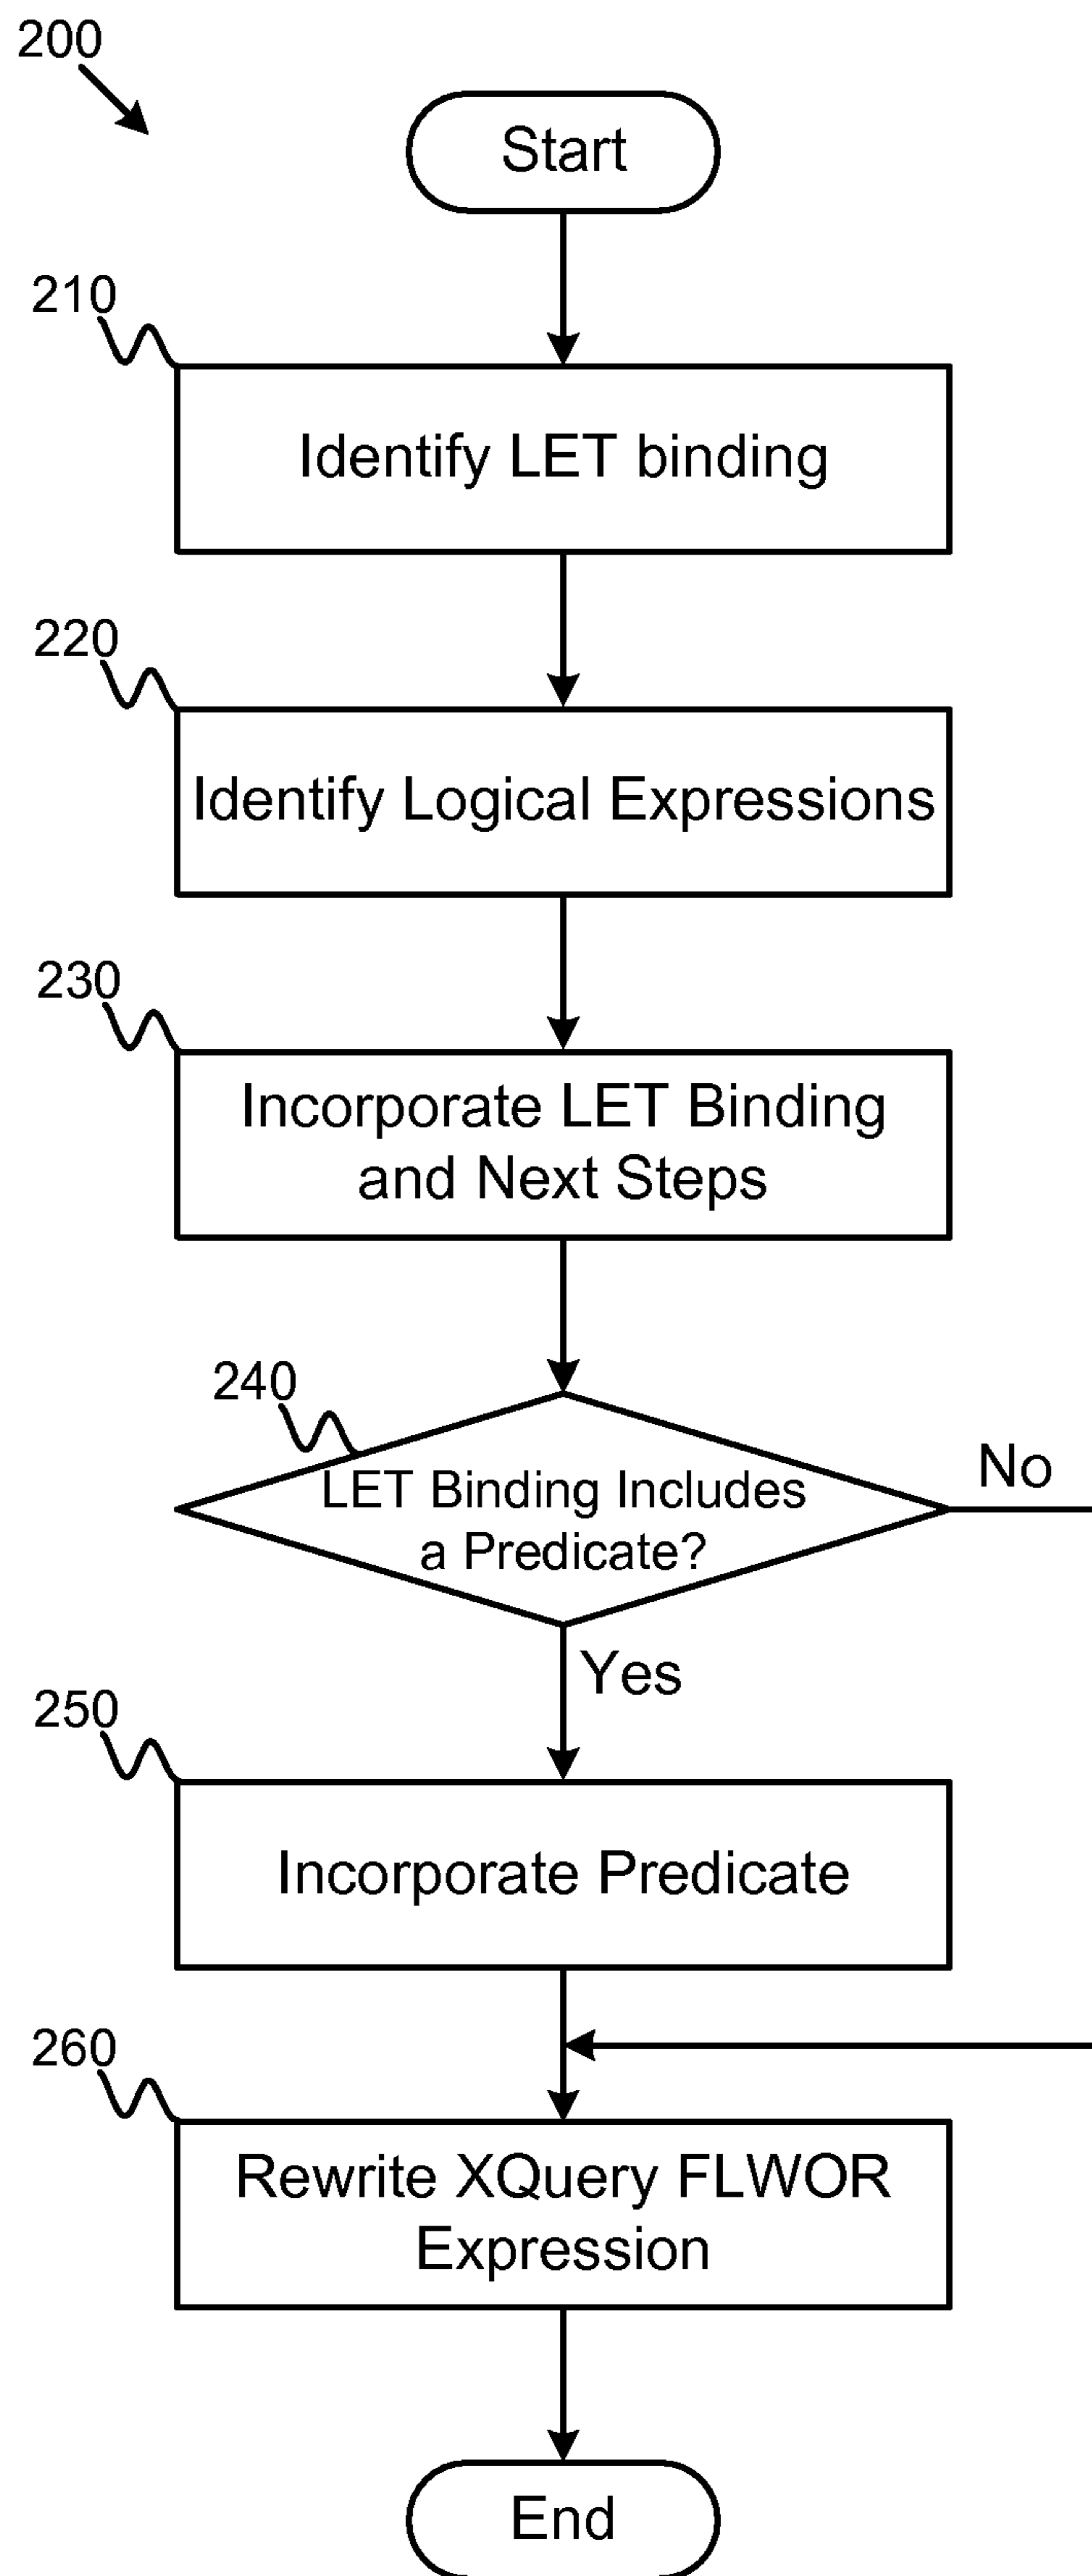 200
Start
210
Identify LET binding
220
Identify Logical Expressions
230
Incorporate LET Binding
and Next Steps
240
LET Binding Includes
a Predicate?
No
Yes
250
Incorporate Predicate
260
Rewrite XQuery FLWOR
Expression
End